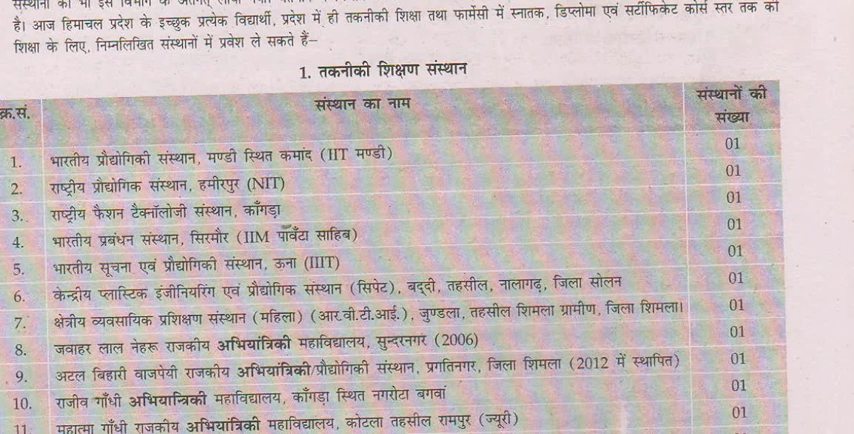 संस्थानों को भी इस विभाग के अंतर्गत लाया गया
है। आज हिमाचल प्रदेश के इच्छुक प्रत्येक विद्यार्थी, प्रदेश में ही तकनीकी शिक्षा तथा फार्मेसी में स्नातक, डिप्लोमा एवं सर्टीफिकेट कोर्स स्तर तक की
शिक्षा के लिए, निम्नलिखित संस्थानों में प्रवेश ले सकते हैं–
1. तकनीकी शिक्षण संस्थान
क्र.सं. संस्थान का नाम संस्थानों की संख्या
1. भारतीय प्रौद्योगिकी संस्थान, मण्डी स्थित कमांद (IIT मण्डी) 01
2. राष्ट्रीय प्रौद्योगिक संस्थान, हमीरपुर (NIT) 01
3. राष्ट्रीय फैशन टैक्नॉलोजी संस्थान, काँगड़ा 01
4. भारतीय प्रबंधन संस्थान, सिरमौर (IIM पाँवँटा साहिब) 01
5. भारतीय सूचना एवं प्रौद्योगिकी संस्थान, ऊना (IIIT) 01
6. केन्द्रीय प्लास्टिक इंजीनियरिंग एवं प्रौद्योगिक संस्थान (सिपेट), बद्दी, तहसील, नालागढ़, जिला सोलन 01
7. क्षेत्रीय व्यवसायिक प्रशिक्षण संस्थान (महिला) (आर.वी.टी.आई.), जुण्डला, तहसील शिमला ग्रामीण, जिला शिमला। 01
8. जवाहर लाल नेहरू राजकीय अभियांत्रिकी महाविद्यालय, सुन्दरनगर (2006) 01
9. अटल बिहारी वाजपेयी राजकीय अभियांत्रिकी/प्रौद्योगिकी संस्थान, प्रगतिनगर, जिला शिमला (2012 में स्थापित) 01
10. राजीव गाँधी अभियान्त्रिकी महाविद्यालय, काँगड़ा स्थित नगरोटा बगवां 01
11. महात्मा गाँधी राजकीय अभियांत्रिकी महाविद्यालय, कोटला तहसील रामपुर (ज्यूरी) 01